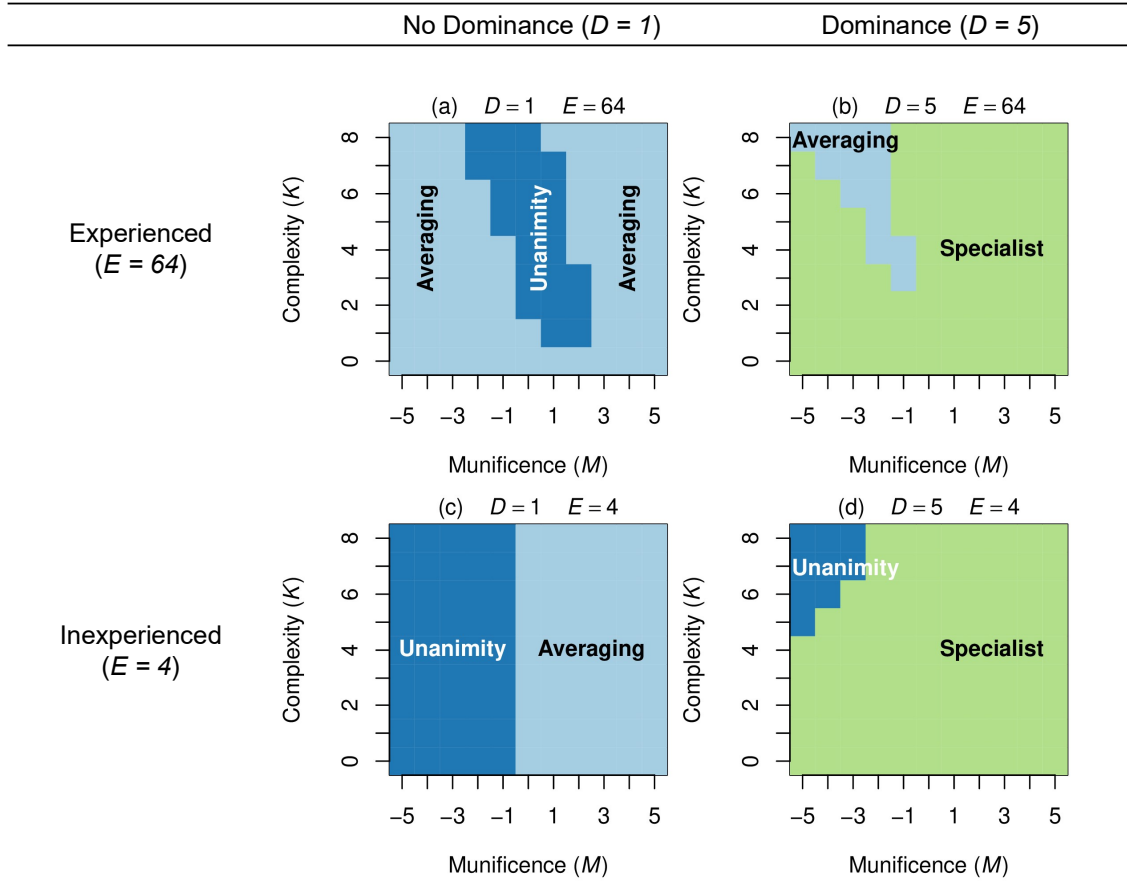 No Dominance (D = 1) Dominance (D = 5)
Experienced
(E = 64)
(a) D = 1 E = 64
Complexity (K)
8
6
4
2
0
Averaging
Unanimity
Averaging
−5 −3 −1 1 3 5
Munificence (M)
(b) D = 5 E = 64
Complexity (K)
8
6
4
2
0
Averaging
Specialist
−5 −3 −1 1 3 5
Munificence (M)
Inexperienced
(E = 4)
(c) D = 1 E = 4
Complexity (K)
8
6
4
2
0
Unanimity
Averaging
−5 −3 −1 1 3 5
Munificence (M)
(d) D = 5 E = 4
Complexity (K)
8
6
4
2
0
Unanimity
Specialist
−5 −3 −1 1 3 5
Munificence (M)